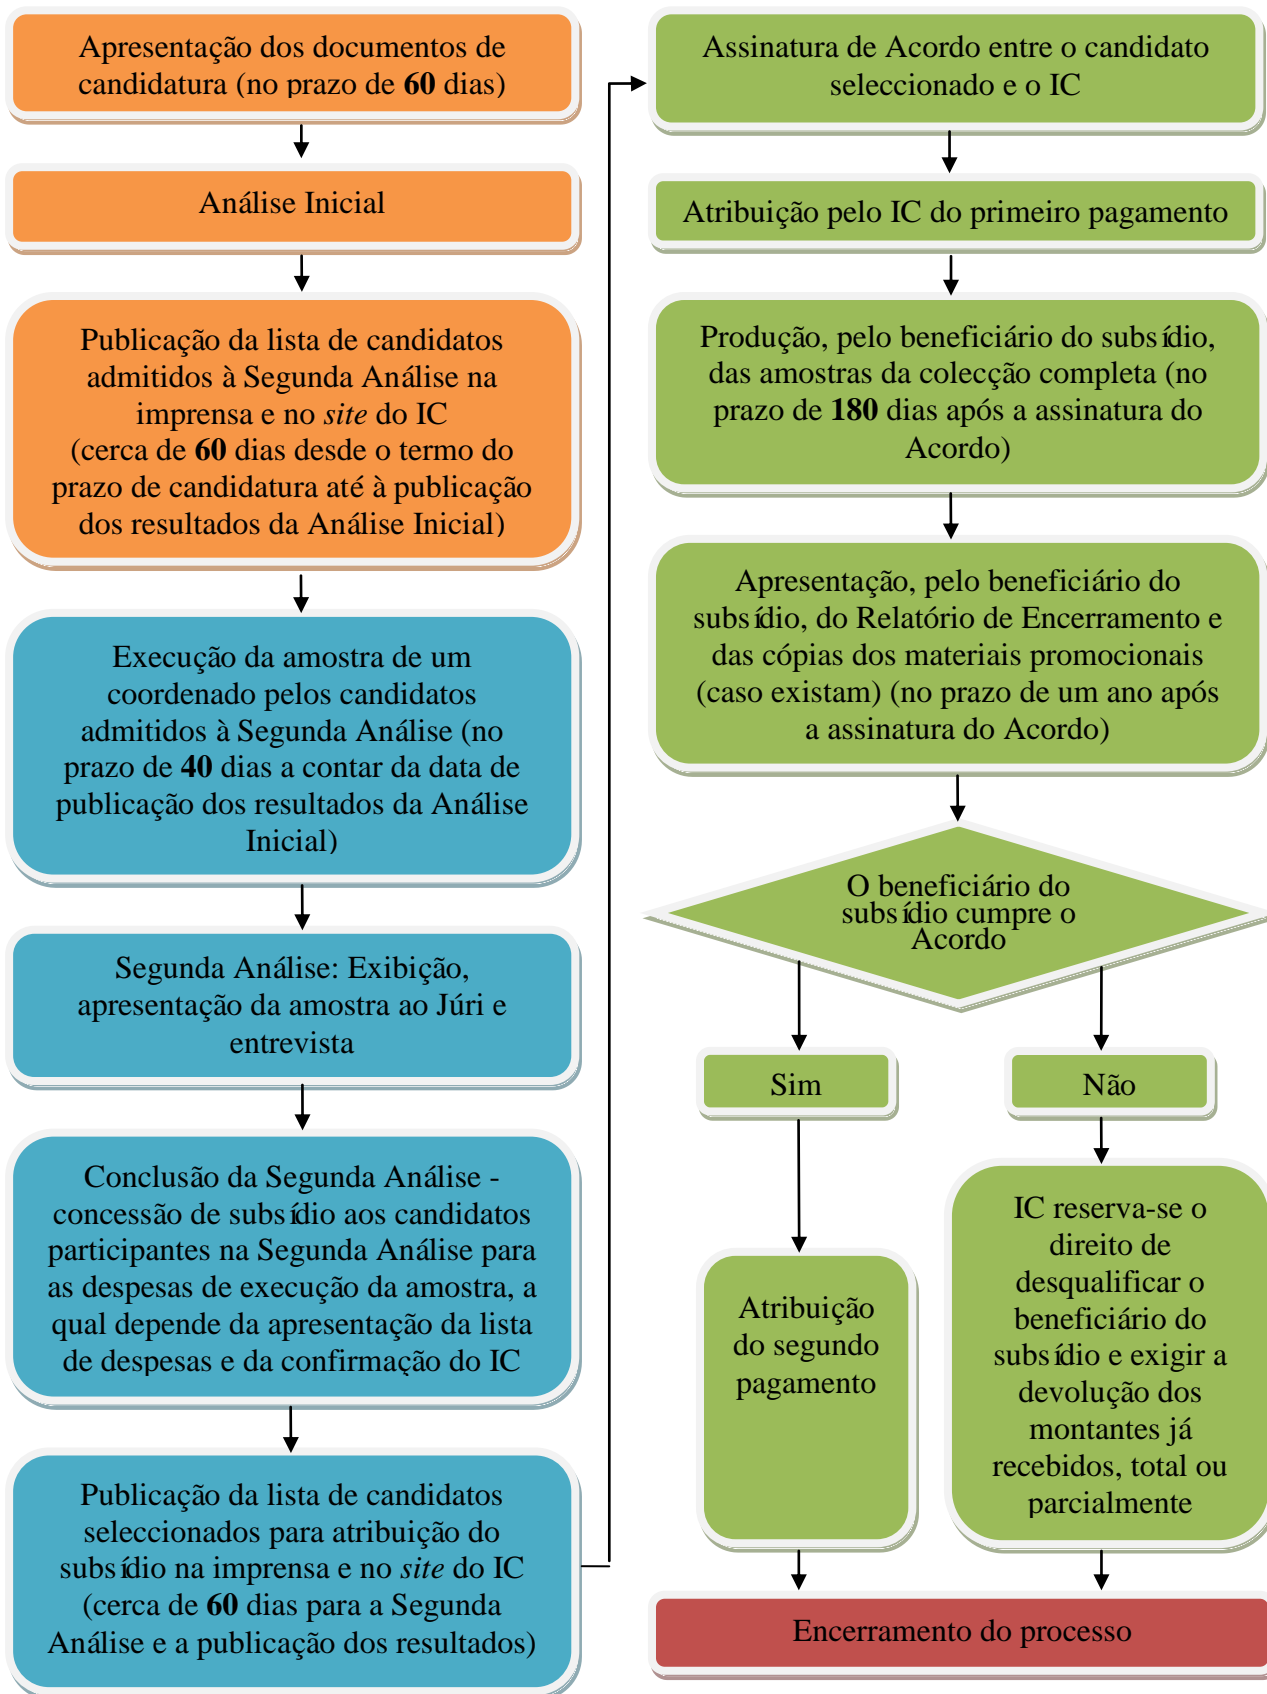 Apresentação dos documentos de
candidatura (no prazo de 60 dias)
Análise Inicial
Publicação da lista de candidatos
admitidos à Segunda Análise na
imprensa e no site do IC
(cerca de 60 dias desde o termo do
prazo de candidatura até à publicação
dos resultados da Análise Inicial)
Execução da amostra de um
coordenado pelos candidatos
admitidos à Segunda Análise (no
prazo de 40 dias a contar da data de
publicação dos resultados da Análise
Inicial)
Segunda Análise: Exibição,
apresentação da amostra ao Júri e
entrevista
Conclusão da Segunda Análise -
concessão de subsídio aos candidatos
participantes na Segunda Análise para
as despesas de execução da amostra, a
qual depende da apresentação da lista
de despesas e da confirmação do IC
Publicação da lista de candidatos
seleccionados para atribuição do
subsídio na imprensa e no site do IC
(cerca de 60 dias para a Segunda
Análise e a publicação dos resultados)
Assinatura de Acordo entre o candidato
seleccionado e o IC
Atribuição pelo IC do primeiro pagamento
Produção, pelo beneficiário do subsídio,
das amostras da colecção completa (no
prazo de 180 dias após a assinatura do
Acordo)
Apresentação, pelo beneficiário do
subsídio, do Relatório de Encerramento e
das cópias dos materiais promocionais
(caso existam) (no prazo de um ano após
a assinatura do Acordo)
O beneficiário do
subsídio cumpre o
Acordo
Sim
Não
Atribuição
do segundo
pagamento
IC reserva-se o
direito de
desqualificar o
beneficiário do
subsídio e exigir a
devolução dos
montantes já
recebidos, total ou
parcialmente
Encerramento do processo